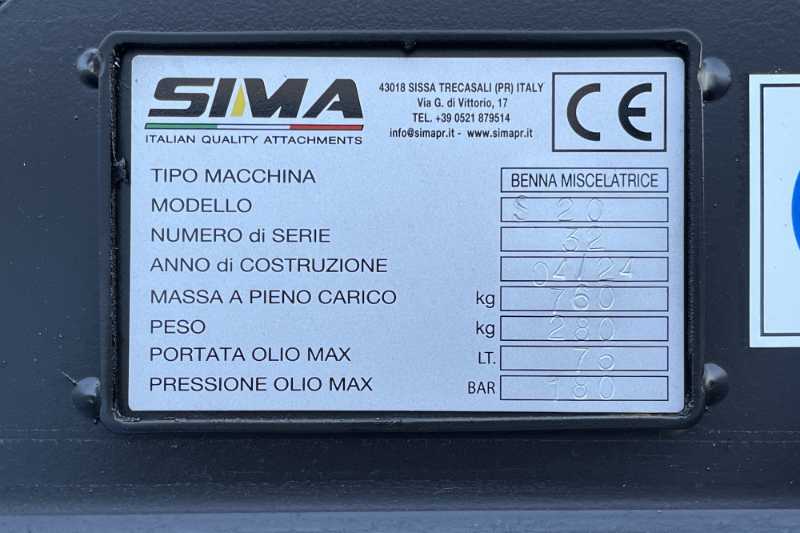 SIMA
ITALIAN QUALITY ATTACHMENTS
43018 SISSA TRECASALI (PR) ITALY
Via G. di Vittorio, 17
TEL. +39 0521 879514
info@simapr.it - www.simapr.it
CE
TIPO MACCHINA BENNA MISCELATRICE
MODELLO S 20
NUMERO di SERIE 32
ANNO di COSTRUZIONE 04/24
MASSA A PIENO CARICO kg 760
PESO kg 280
PORTATA OLIO MAX LT. 75
PRESSIONE OLIO MAX BAR 180